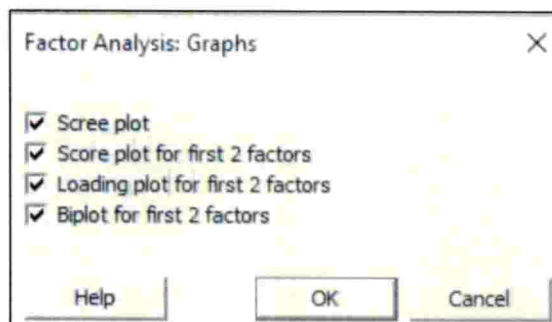 Factor Analysis: Graphs
Scree plot
Score plot for first 2 factors
Loading plot for first 2 factors
Biplot for first 2 factors
Help OK Cancel